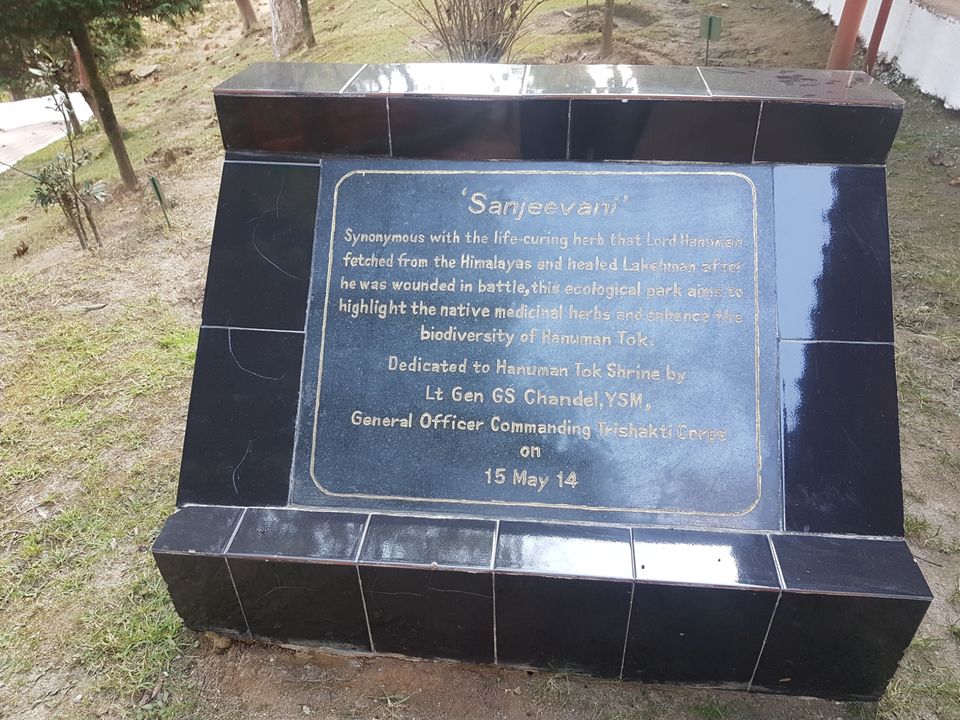 'Sanjeevani'
Synonymous with the life-curing herb that Lord Hanuman
fetched from the Himalayas and healed Lakshman after
he was wounded in battle, this ecological park aims to
highlight the native medicinal herbs and enhance the
biodiversity of Hanuman Tok.
Dedicated to Hanuman Tok Shrine by
Lt Gen GS Chandel, YSM,
General Officer Commanding Trishakti Corps
on
15 May 14